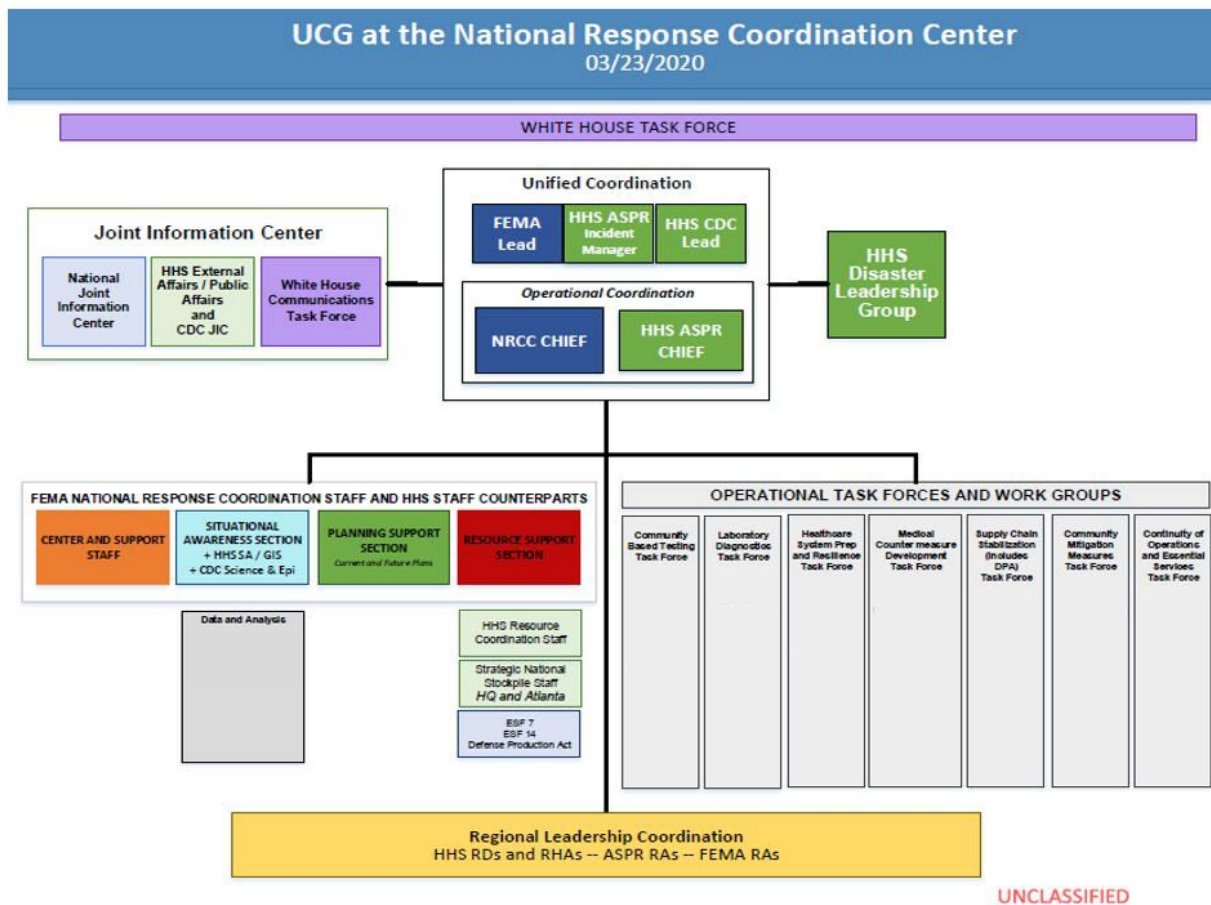 UCG at the National Response Coordination Center
03/23/2020
WHITE HOUSE TASK FORCE
Unified Coordination
FEMA
Lead
HHS ASPR
Incident
Manager
HHS CDC
Lead
Operational Coordination
NRCC CHIEF
HHS ASPR
CHIEF
Joint Information Center
National
Joint
Information
Center
HHS External
Affairs / Public
Affairs
and
CDC JIC
White House
Communications
Task Force
HHS
Disaster
Leadership
Group
FEMA NATIONAL RESPONSE COORDINATION STAFF AND HHS STAFF COUNTERPARTS
CENTER AND SUPPORT
STAFF
SITUATIONAL
AWARENESS SECTION
+ HHS SA / GIS
+ CDC Science & Epi
PLANNING SUPPORT
SECTION
Current and Future Plans
RESOURCE SUPPORT
SECTION
Data and Analysis
HHS Resource
Coordination Staff
Strategic National
Stockpile Staff
HQ and Atlanta
ESF 7
ESF 14
Defense Production Act
OPERATIONAL TASK FORCES AND WORK GROUPS
Community
Based Testing
Task Force
Laboratory
Diagnostics
Task Force
Healthcare
System Prep
and Resilience
Task Force
Medical
Counter measure
Development
Task Force
Supply Chain
Stabilization
(Includes
DPA)
Task Force
Community
Mitigation
Measures
Task Force
Continuity of
Operations
and Essential
Services
Task Force
Regional Leadership Coordination
HHS RDs and RHAs -- ASPR RAs -- FEMA RAs
UNCLASSIFIED